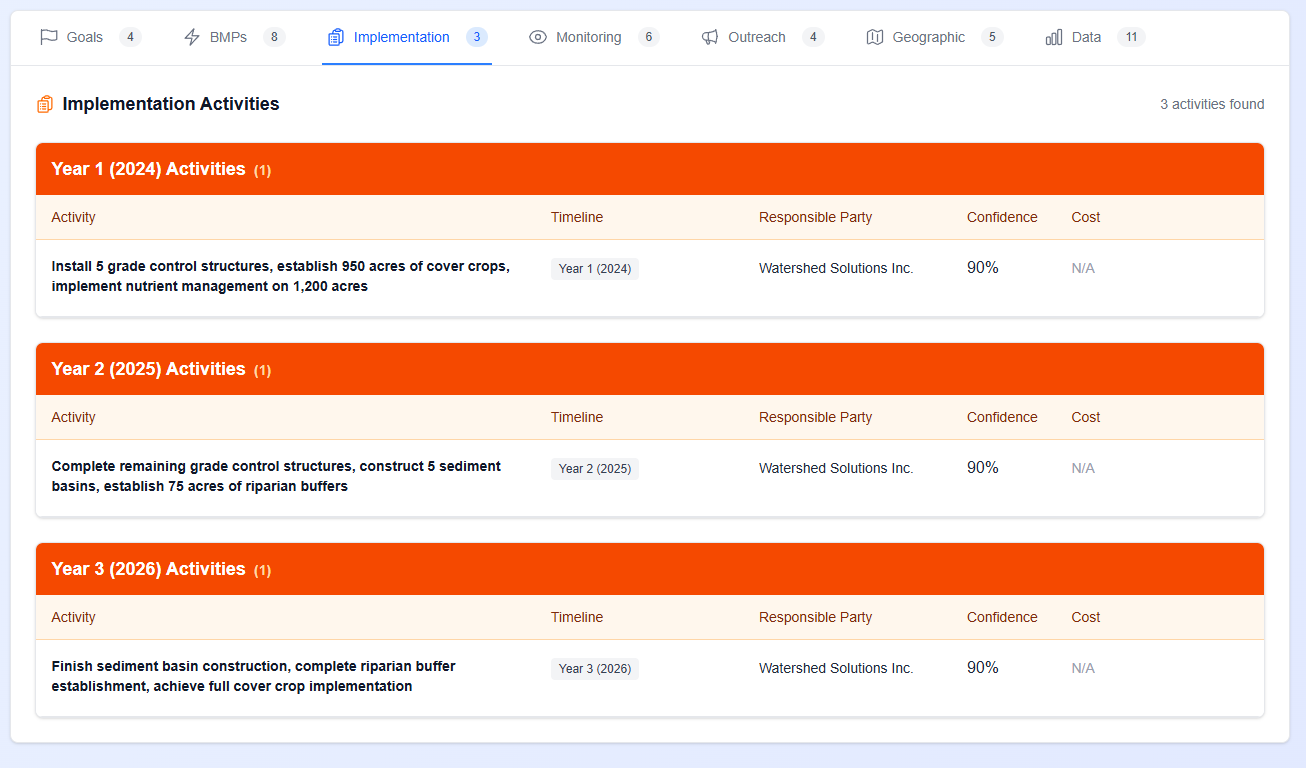 Goals 4 BMPs 8 Implementation 3 Monitoring 6 Outreach 4 Geographic 5 Data 11
Implementation Activities 3 activities found
Year 1 (2024) Activities (1)
Activity Timeline Responsible Party Confidence Cost
Install 5 grade control structures, establish 950 acres of cover crops, Year 1 (2024) Watershed Solutions Inc. 90% N/A
implement nutrient management on 1,200 acres
Year 2 (2025) Activities (1)
Activity Timeline Responsible Party Confidence Cost
Complete remaining grade control structures, construct 5 sediment Year 2 (2025) Watershed Solutions Inc. 90% N/A
basins, establish 75 acres of riparian buffers
Year 3 (2026) Activities (1)
Activity Timeline Responsible Party Confidence Cost
Finish sediment basin construction, complete riparian buffer Year 3 (2026) Watershed Solutions Inc. 90% N/A
establishment, achieve full cover crop implementation